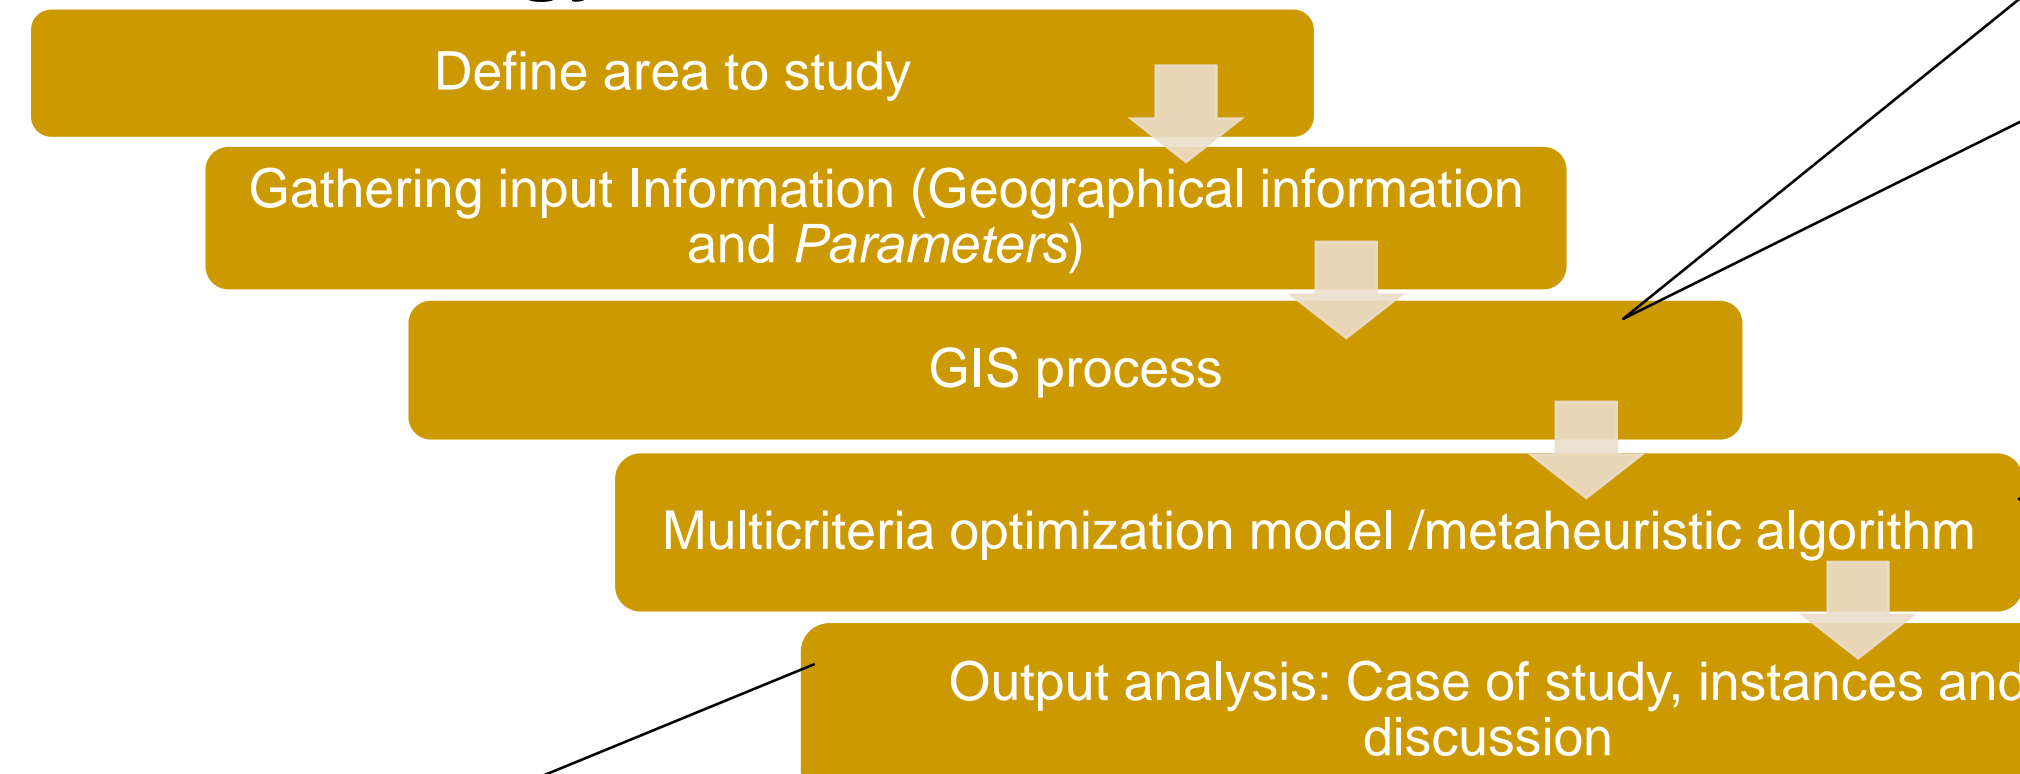 Define area to study
Gathering input Information (Geographical information
and Parameters)
GIS process
Multicriteria optimization model /metaheuristic algorithm
Output analysis: Case of study, instances and
discussion